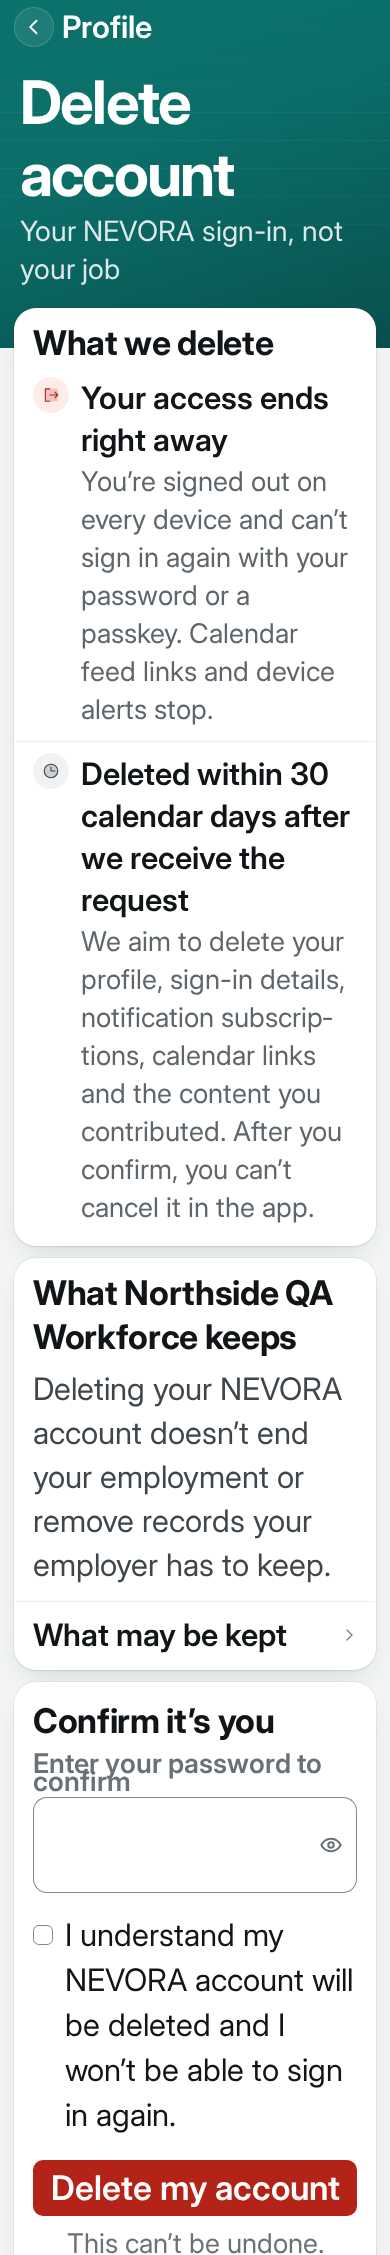 Profile
Delete
account
Your NEVORA sign-in, not
your job
What we delete
Your access ends
right away
You’re signed out on
every device and can’t
sign in again with your
password or a
passkey. Calendar
feed links and device
alerts stop.
Deleted within 30
calendar days after
we receive the
request
We aim to delete your
profile, sign-in details,
notification subscrip-
tions, calendar links
and the content you
contributed. After you
confirm, you can’t
cancel it in the app.
What Northside QA
Workforce keeps
Deleting your NEVORA
account doesn’t end
your employment or
remove records your
employer has to keep.
What may be kept
Confirm it’s you
Enter your password to
confirm
I understand my
NEVORA account will
be deleted and I
won’t be able to sign
in again.
Delete my account
This can’t be undone.